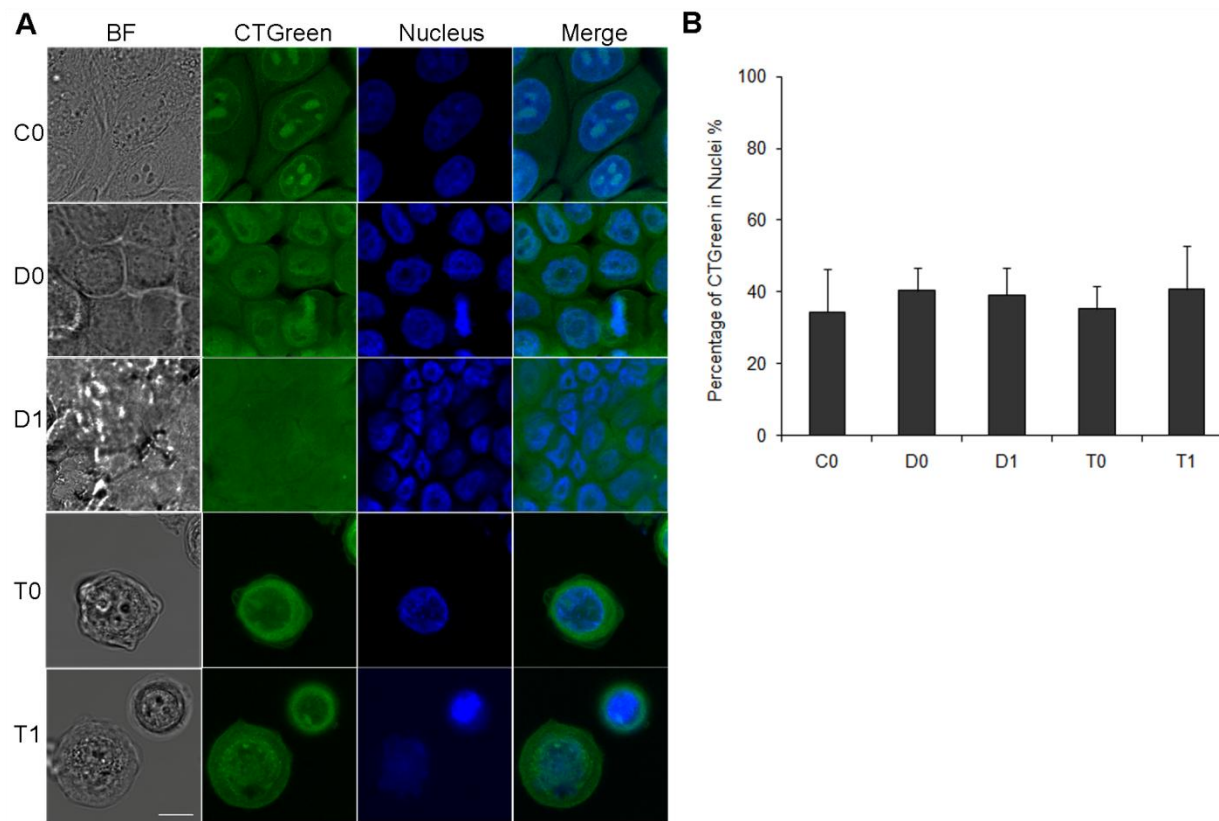 A
BF CTGreen Nucleus Merge
C0
D0
D1
T0
T1
B
Percentage of CTGreen in Nuclei %
100
80
60
40
20
0
C0 D0 D1 T0 T1